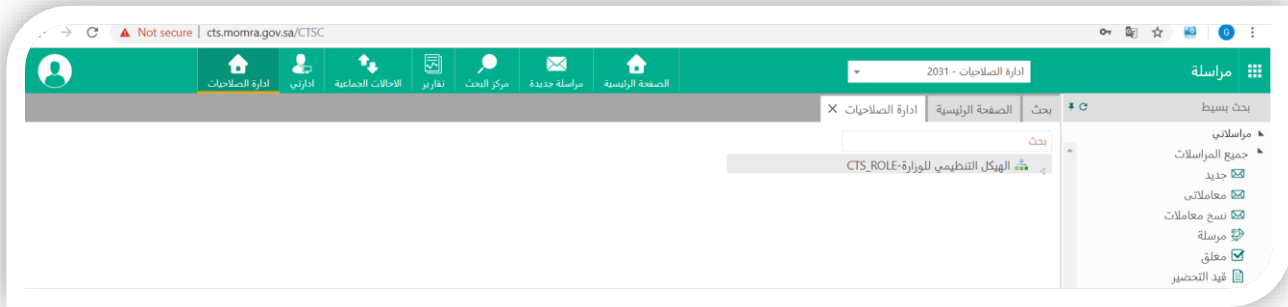 Not secure | cts.momra.gov.sa/CTSC
G
مراسلة
ادارة الصلاحيات - 2031
الصفحة الرئيسية
مراسلة جديدة
مركز البحث
تقارير
الاحالات الجماعية
ادارتي
ادارة الصلاحيات
بحث بسيط
بحث
الصفحة الرئيسية
ادارة الصلاحيات X
مراسلاتي
بحث
جميع المراسلات
الهيكل التنظيمي للوزارة-CTS_ROLE
جديد
معاملاتى
نسخ معاملات
مرسلة
مغلق
قيد التحضير